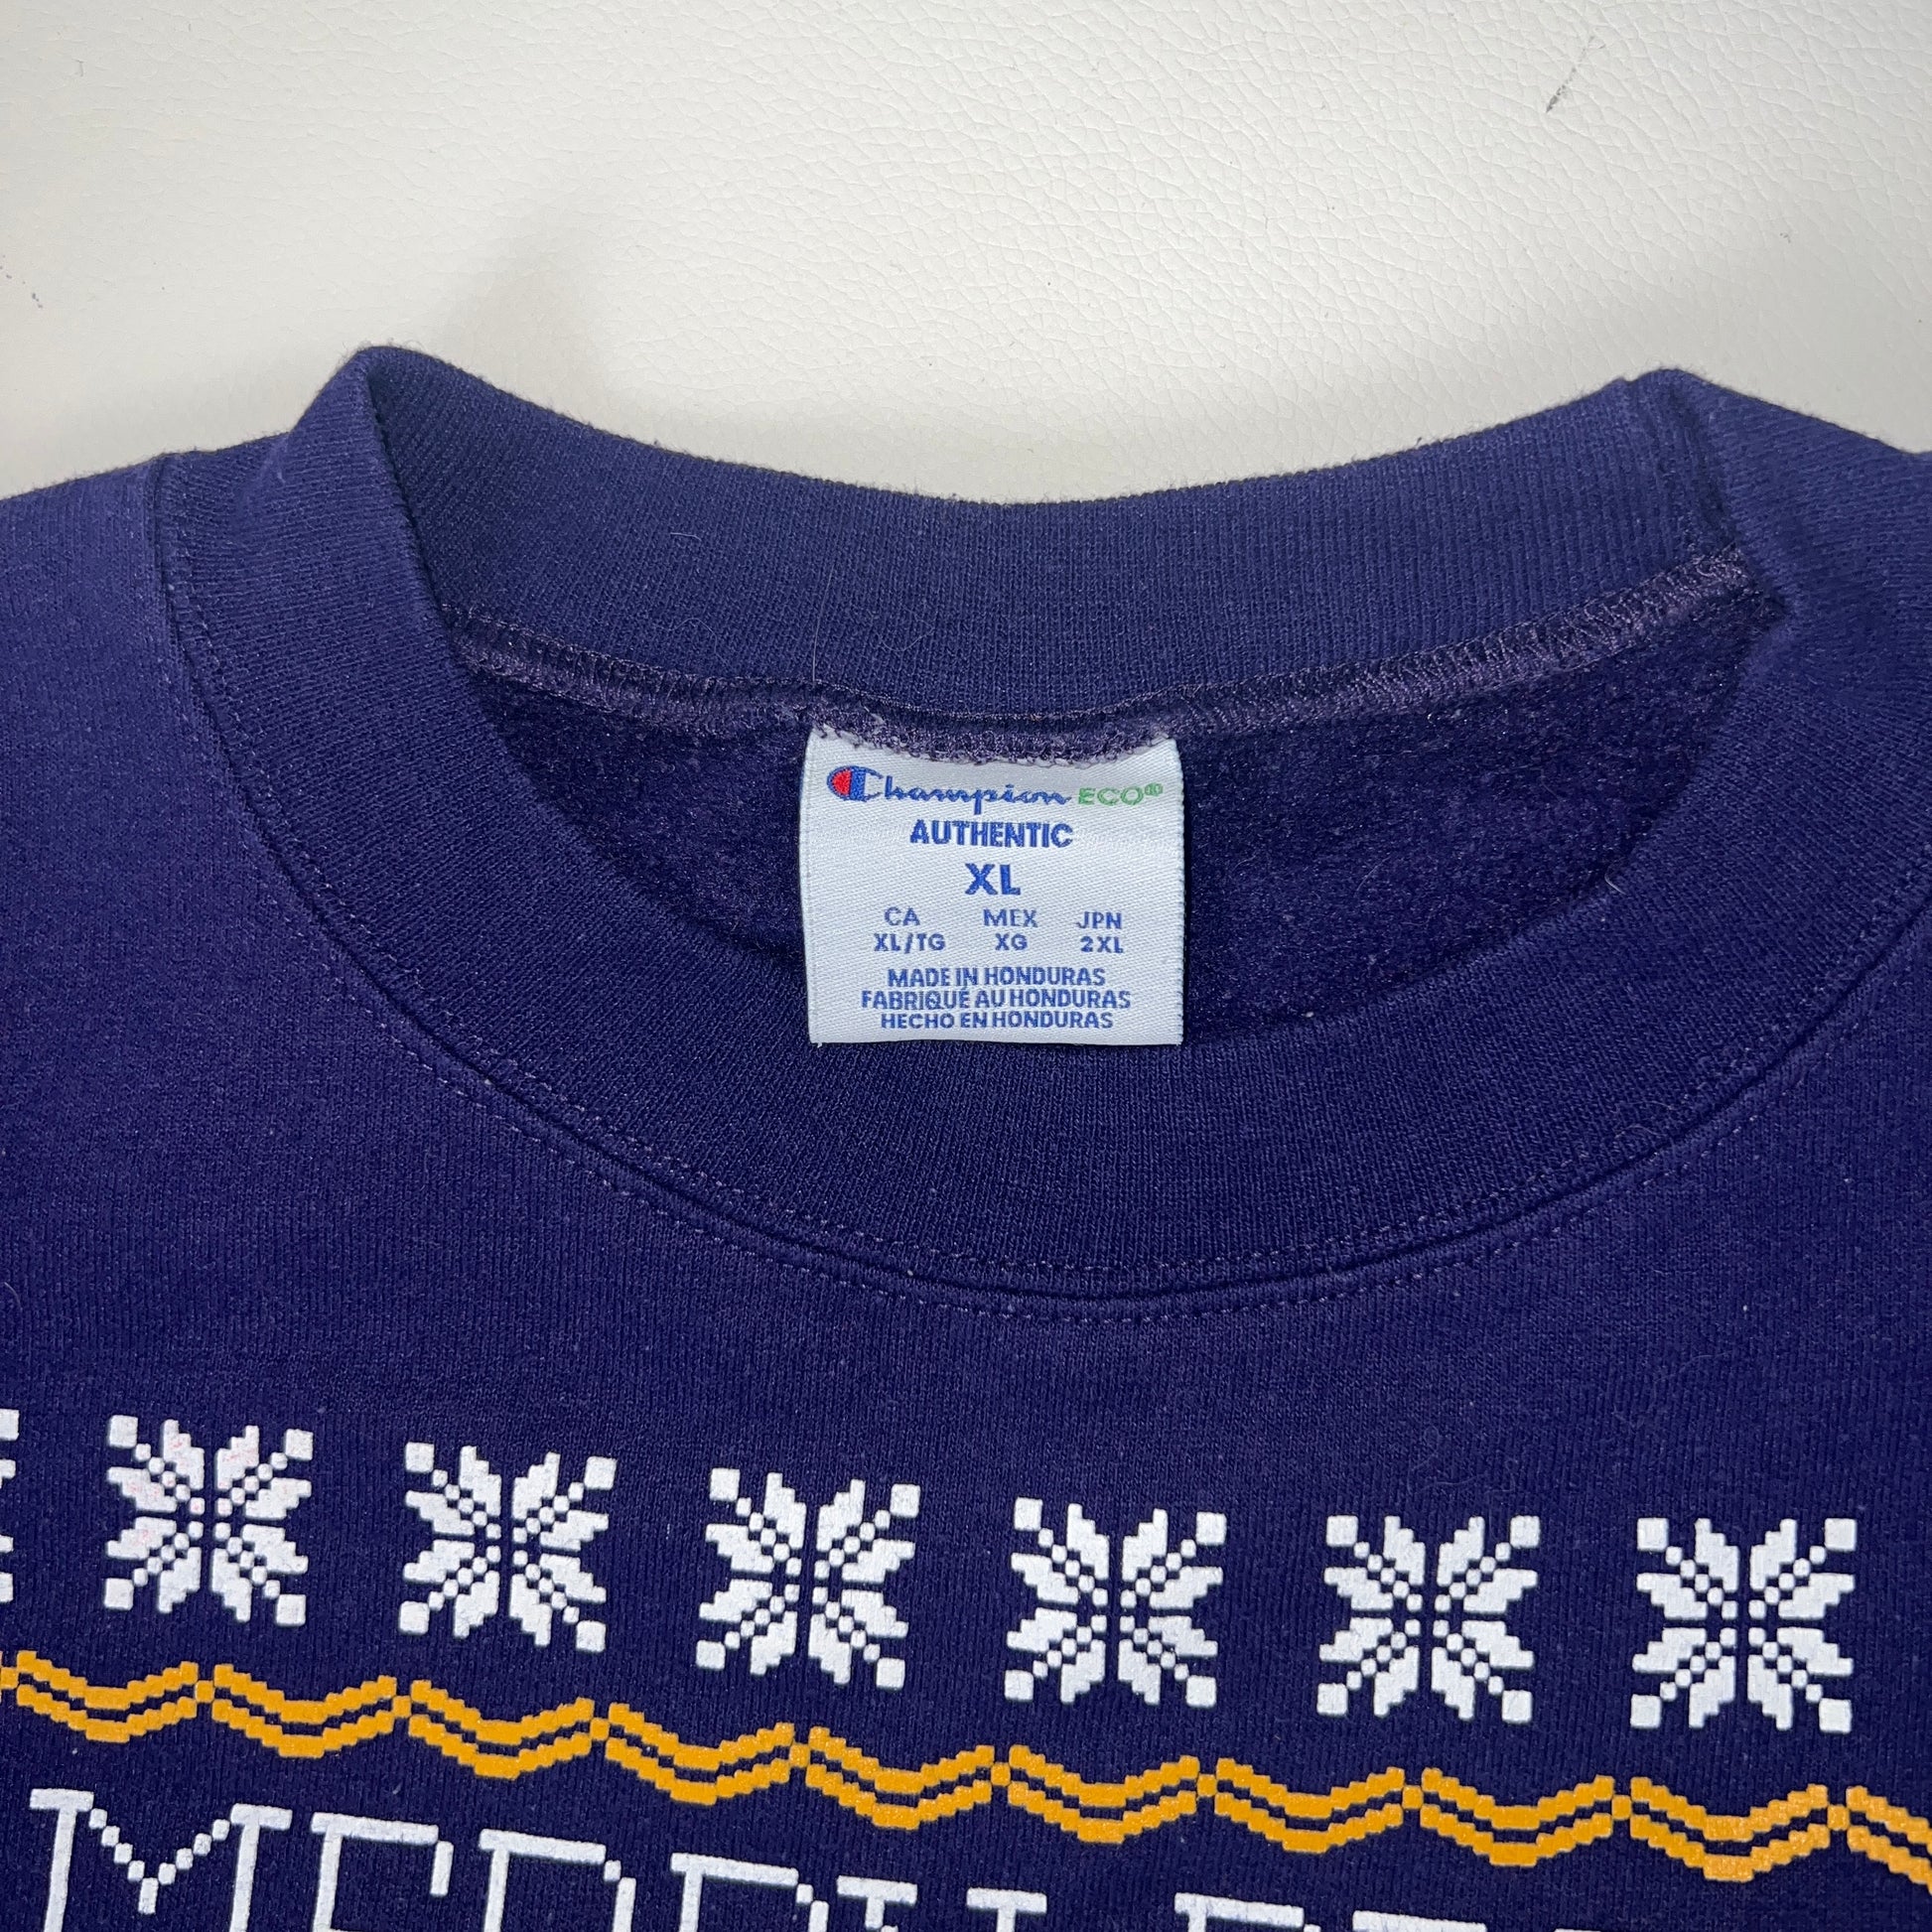 Champion ECO®
AUTHENTIC
XL
CA MEX JPN
XL/TG XG 2XL
MADE IN HONDURAS
FABRIQUÉ AU HONDURAS
HECHO EN HONDURAS
MERRY